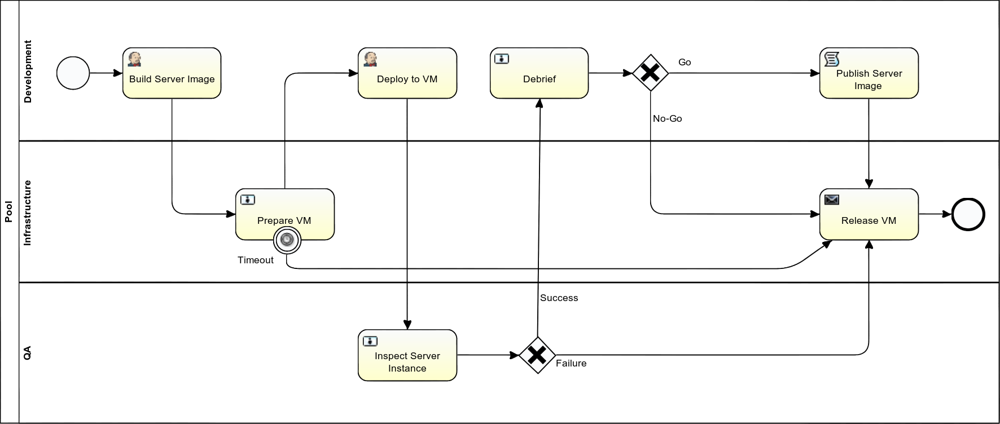 Pool
Development
Build Server Image
Deploy to VM
Debrief
Go
Publish Server
Image
No-Go
Infrastructure
Prepare VM
Timeout
Release VM
QA
Success
Inspect Server
Instance
Failure